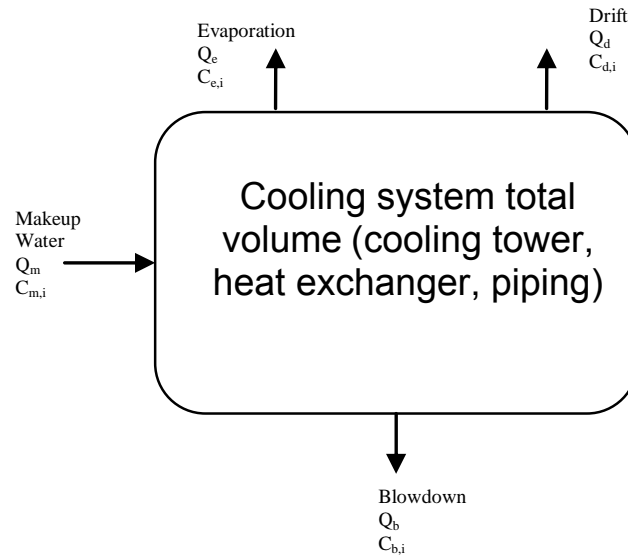 Evaporation
Qe
Ce,i
Drift
Qd
Cd,i
Makeup
Water
Qm
Cm,i
Cooling system total
volume (cooling tower,
heat exchanger, piping)
Blowdown
Qb
Cb,i